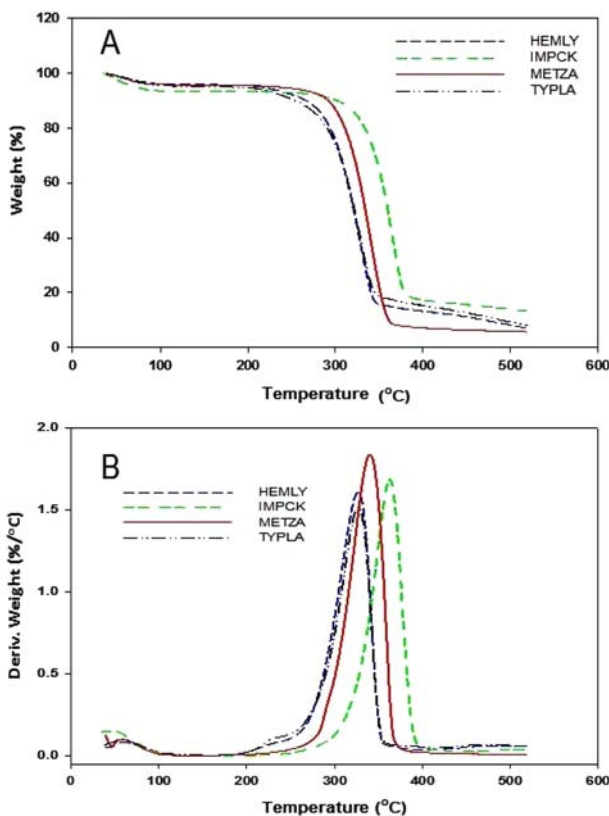 120
A
HEMLY
IMPCK
METZA
TYPLA
100
80
60
40
20
0
Weight (%)
0 100 200 300 400 500 600
Temperature (°C)
2.0
B
HEMLY
IMPCK
METZA
TYPLA
1.5
1.0
0.5
0.0
Deriv. Weight (%/°C)
0 100 200 300 400 500 600
Temperature (°C)